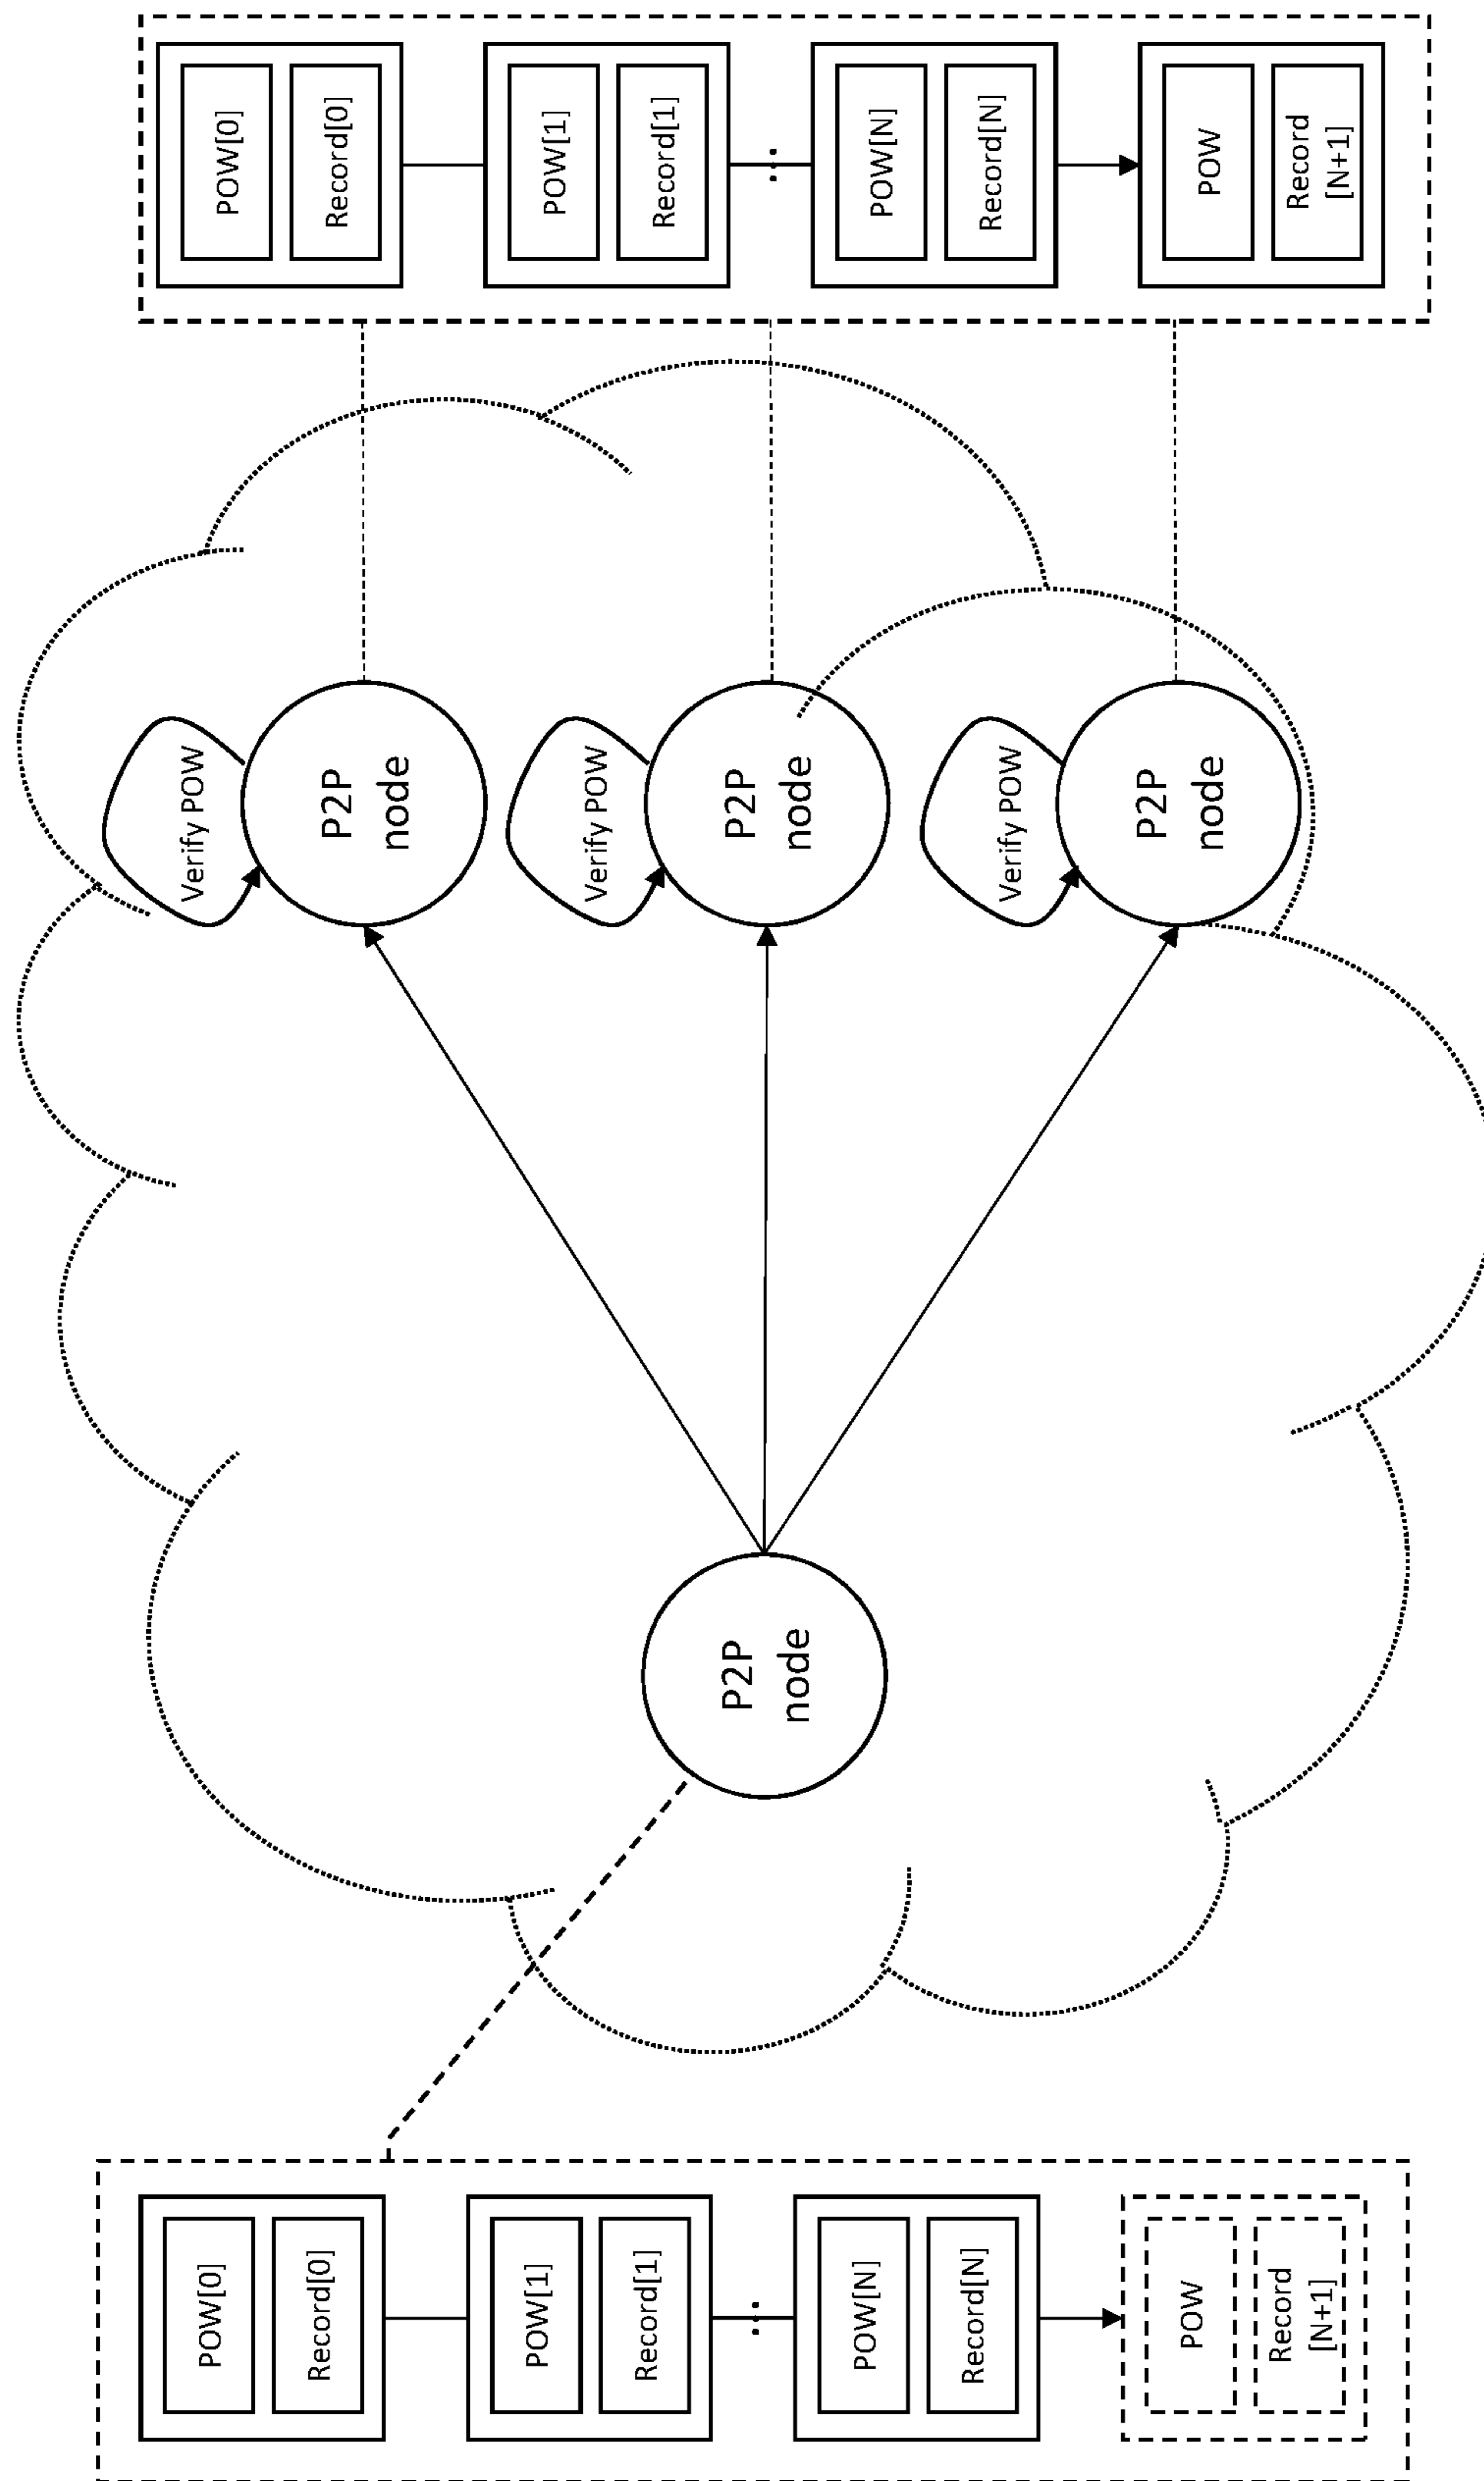 POW[0]
Record[0]
POW[1]
Record[1]
POW[N]
Record[N]
POW
Record
[N+1]
P2P
node
Verify POW
P2P
node
Verify POW
P2P
node
Verify POW
P2P
node
POW[0]
Record[0]
POW[1]
Record[1]
POW[N]
Record[N]
POW
Record
[N+1]